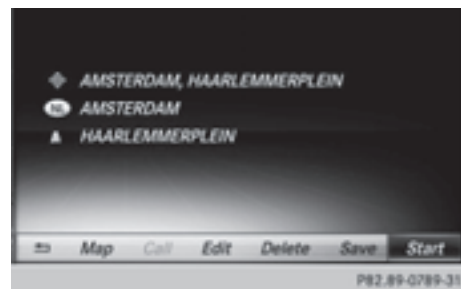 AMSTERDAM, HAARLEMMERPLEIN
NL AMSTERDAM
HAARLEMMERPLEIN
Map Call Edit Delete Save Start
P82.89-0789-31